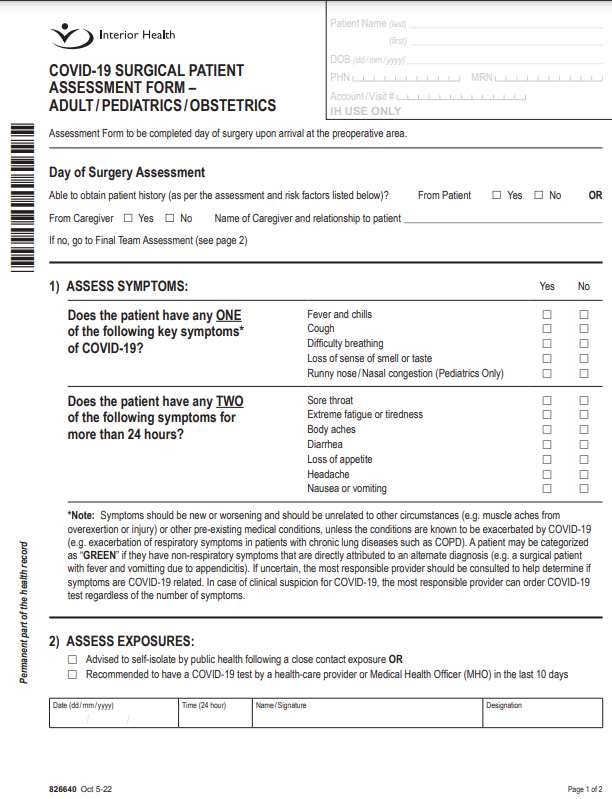 Interior Health
Patient Name (last)
(first)
DOB (dd/mm/yyyy)
PHN
MRN
Account/Visit #
IH USE ONLY
COVID-19 SURGICAL PATIENT
ASSESSMENT FORM –
ADULT/PEDIATRICS/OBSTETRICS
Assessment Form to be completed day of surgery upon arrival at the preoperative area.
Day of Surgery Assessment
Able to obtain patient history (as per the assessment and risk factors listed below)? From Patient ☐ Yes ☐ No OR
From Caregiver ☐ Yes ☐ No Name of Caregiver and relationship to patient
If no, go to Final Team Assessment (see page 2)
1) ASSESS SYMPTOMS: Yes No
Does the patient have any ONE
of the following key symptoms*
of COVID-19?
Fever and chills ☐ ☐
Cough ☐ ☐
Difficulty breathing ☐ ☐
Loss of sense of smell or taste ☐ ☐
Runny nose/Nasal congestion (Pediatrics Only) ☐ ☐
Does the patient have any TWO
of the following symptoms for
more than 24 hours?
Sore throat ☐ ☐
Extreme fatigue or tiredness ☐ ☐
Body aches ☐ ☐
Diarrhea ☐ ☐
Loss of appetite ☐ ☐
Headache ☐ ☐
Nausea or vomiting ☐ ☐
*Note: Symptoms should be new or worsening and should be unrelated to other circumstances (e.g. muscle aches from
overexertion or injury) or other pre-existing medical conditions, unless the conditions are known to be exacerbated by COVID-19
(e.g. exacerbation of respiratory symptoms in patients with chronic lung diseases such as COPD). A patient may be categorized
as “GREEN” if they have non-respiratory symptoms that are directly attributed to an alternate diagnosis (e.g. a surgical patient
with fever and vomitting due to appendicitis). If uncertain, the most responsible provider should be consulted to help determine if
symptoms are COVID-19 related. In case of clinical suspicion for COVID-19, the most responsible provider can order COVID-19
test regardless of the number of symptoms.
Permanent part of the health record
2) ASSESS EXPOSURES:
☐ Advised to self-isolate by public health following a close contact exposure OR
☐ Recommended to have a COVID-19 test by a health-care provider or Medical Health Officer (MHO) in the last 10 days
Date (dd/mm/yyyy) Time (24 hour) Name/Signature Designation
/ /
826640 Oct 5-22 Page 1 of 2